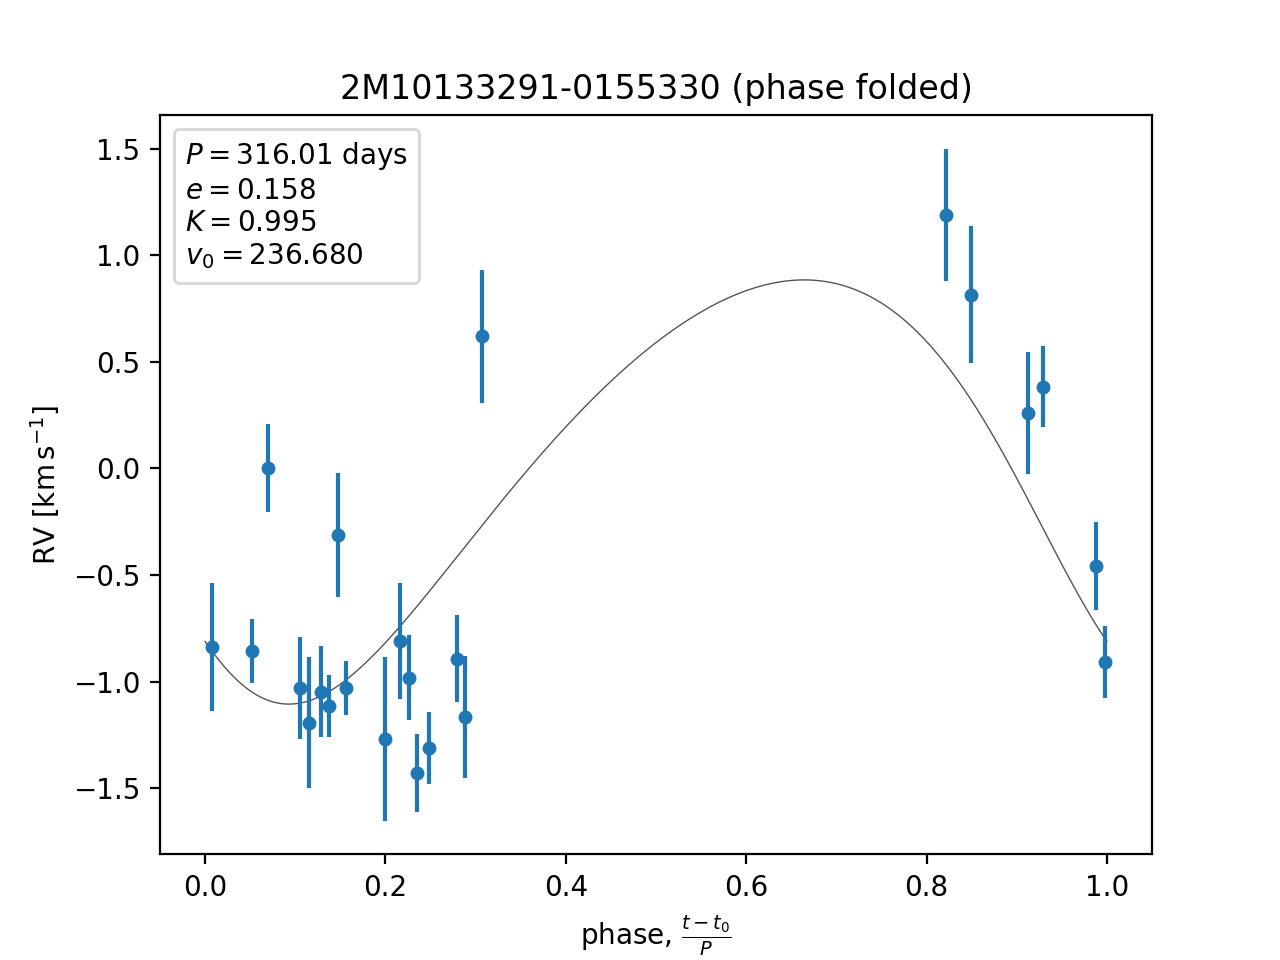 2M10133291-0155330 (phase folded)
P = 316.01 days
e = 0.158
K = 0.995
v₀ = 236.680
1.5
1.0
0.5
0.0
−0.5
−1.0
−1.5
RV [km s⁻¹]
0.0 0.2 0.4 0.6 0.8 1.0
phase, (t − t₀)/P